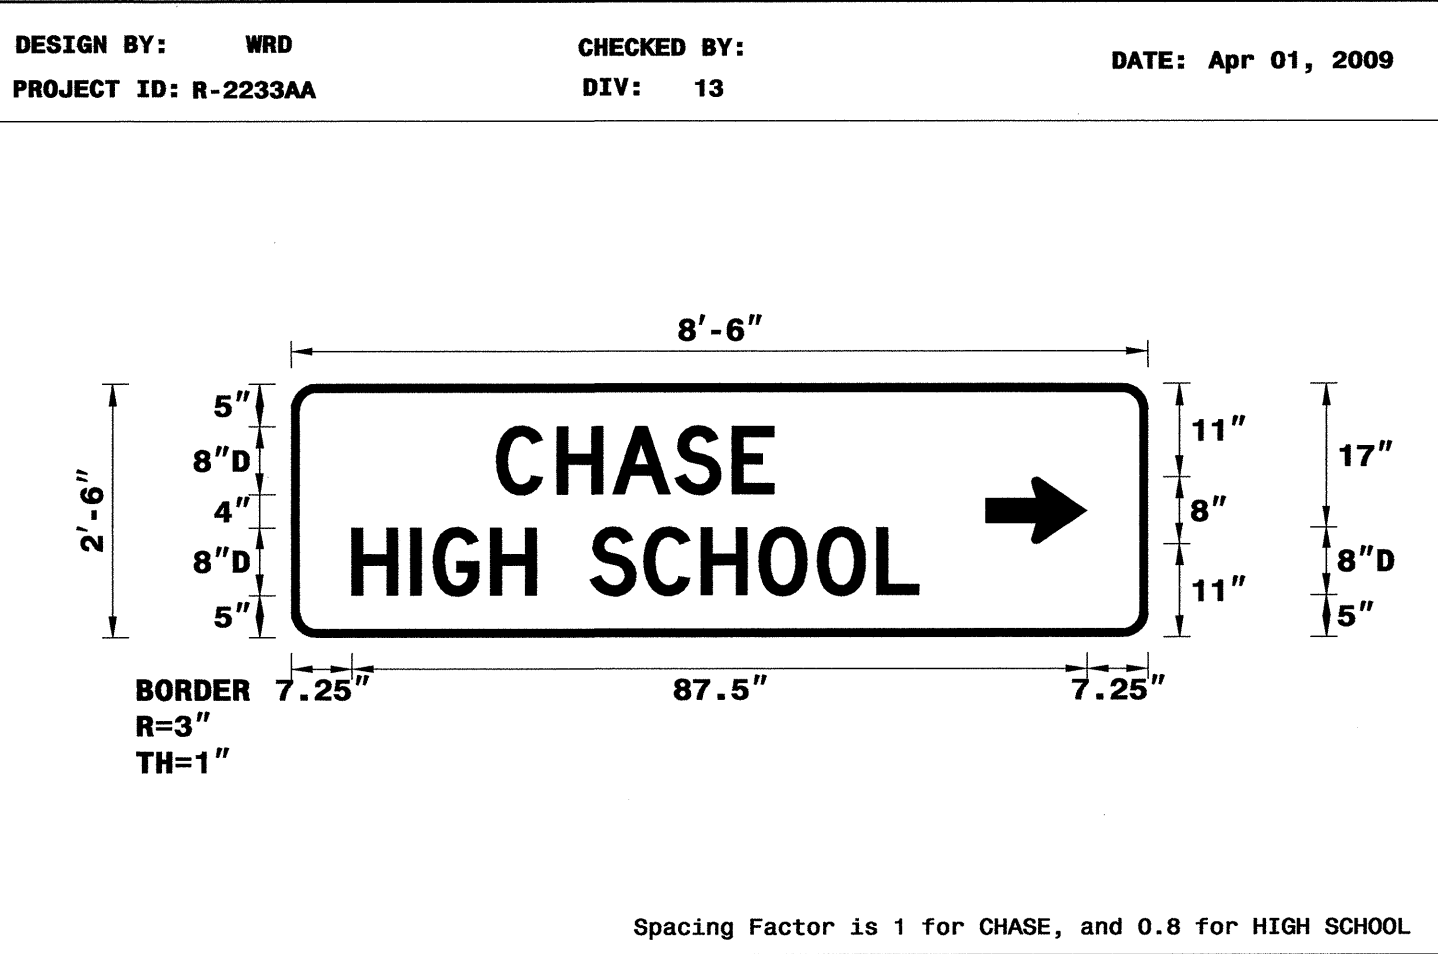 DESIGN BY: WRD CHECKED BY: DATE: Apr 01, 2009
PROJECT ID: R-2233AA DIV: 13
8'-6"
5" 8"D 4" 8"D 5"
2'-6"
CHASE
HIGH SCHOOL
11" 8" 11"
17" 8"D 5"
BORDER 7.25" 87.5" 7.25"
R=3"
TH=1"
Spacing Factor is 1 for CHASE, and 0.8 for HIGH SCHOOL